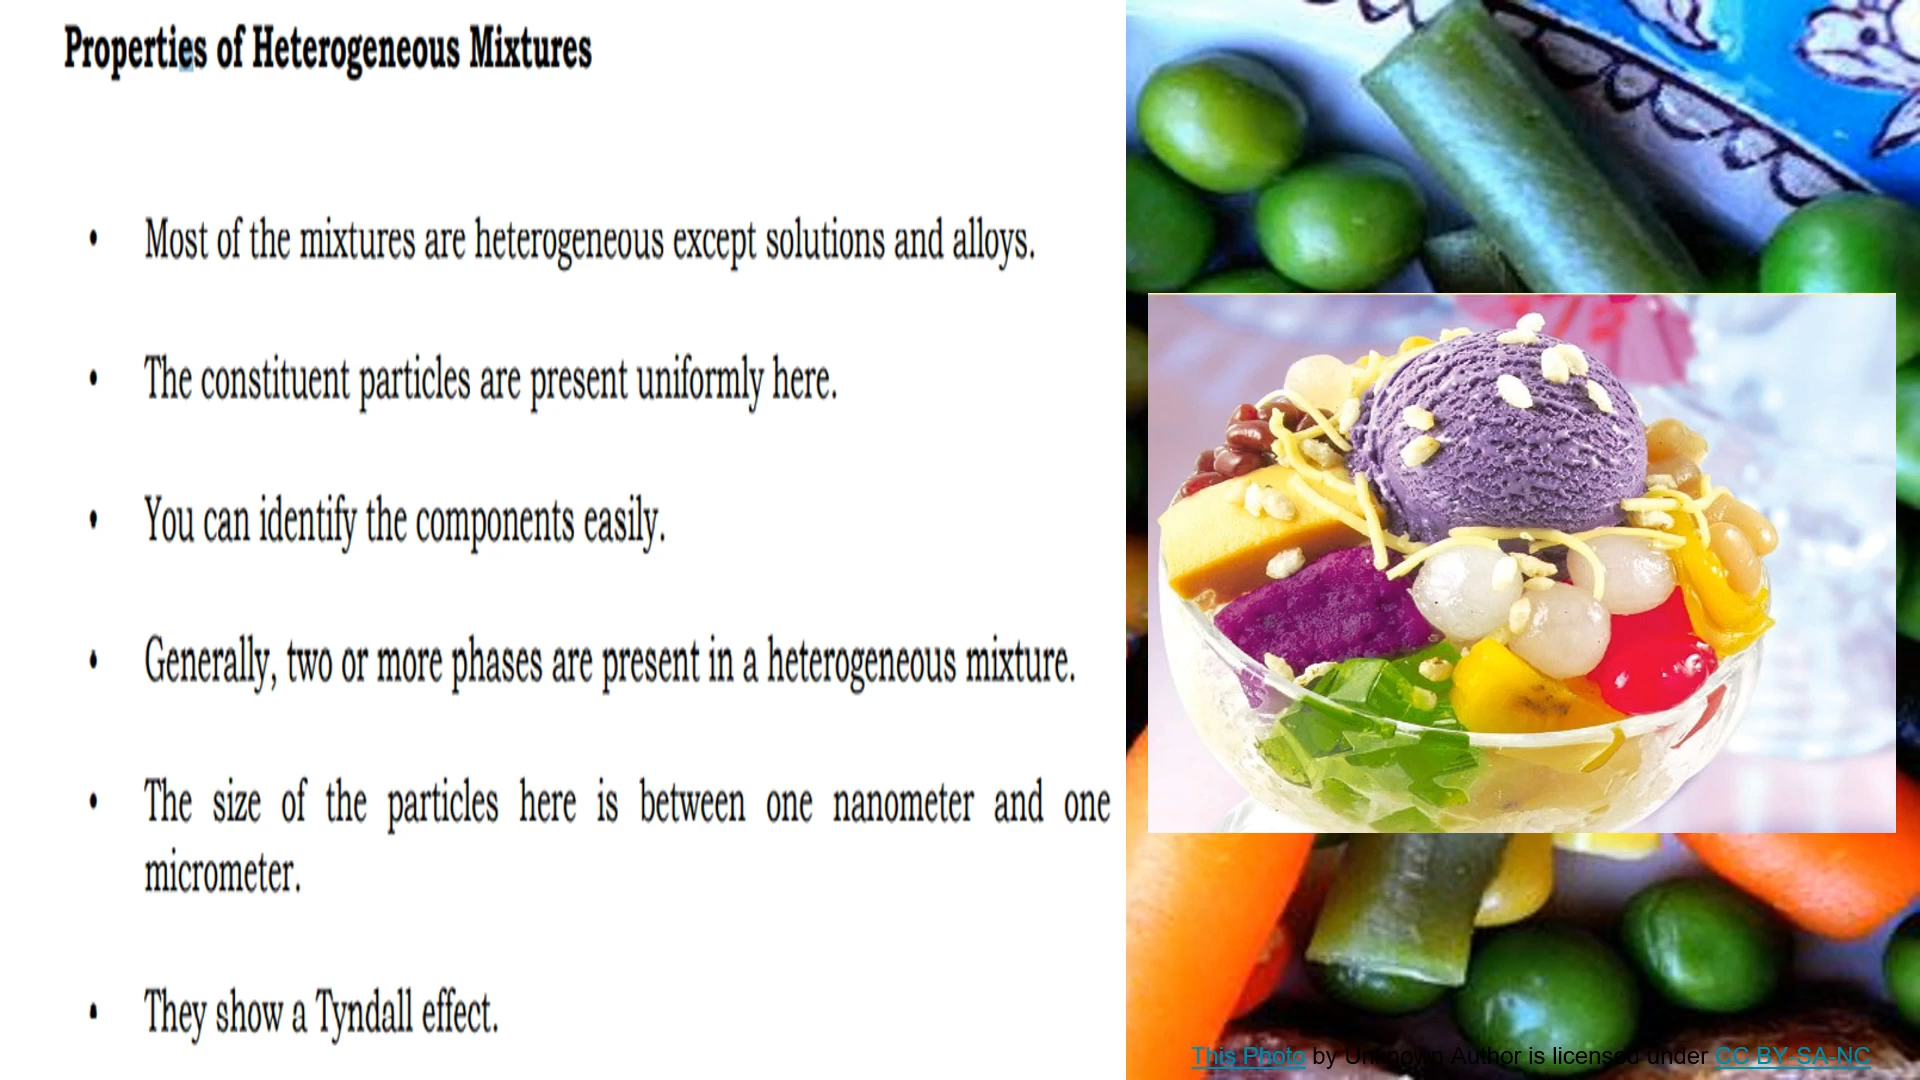 Properties of Heterogeneous Mixtures
• Most of the mixtures are heterogeneous except solutions and alloys.
• The constituent particles are present uniformly here.
• You can identify the components easily.
• Generally, two or more phases are present in a heterogeneous mixture.
• The size of the particles here is between one nanometer and one
micrometer.
• They show a Tyndall effect.
This Photo by Unknown Author is licensed under CC BY-SA-NC